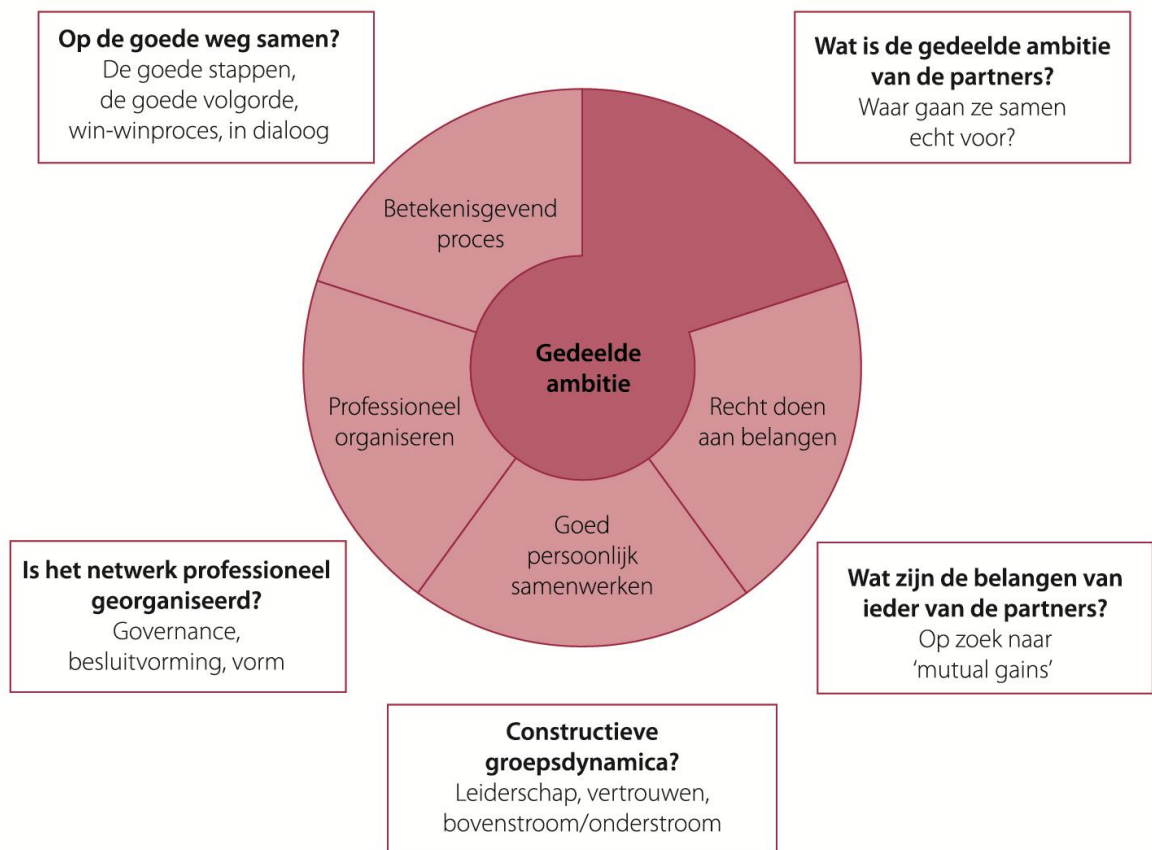 Op de goede weg samen?
De goede stappen,
de goede volgorde,
win-winproces, in dialoog
Wat is de gedeelde ambitie
van de partners?
Waar gaan ze samen
echt voor?
Betekenisgevend
proces
Gedeelde
ambitie
Professioneel
organiseren
Recht doen
aan belangen
Goed
persoonlijk
samenwerken
Is het netwerk professioneel
georganiseerd?
Governance,
besluitvorming, vorm
Wat zijn de belangen van
ieder van de partners?
Op zoek naar
‘mutual gains’
Constructieve
groepsdynamica?
Leiderschap, vertrouwen,
bovenstroom/onderstroom